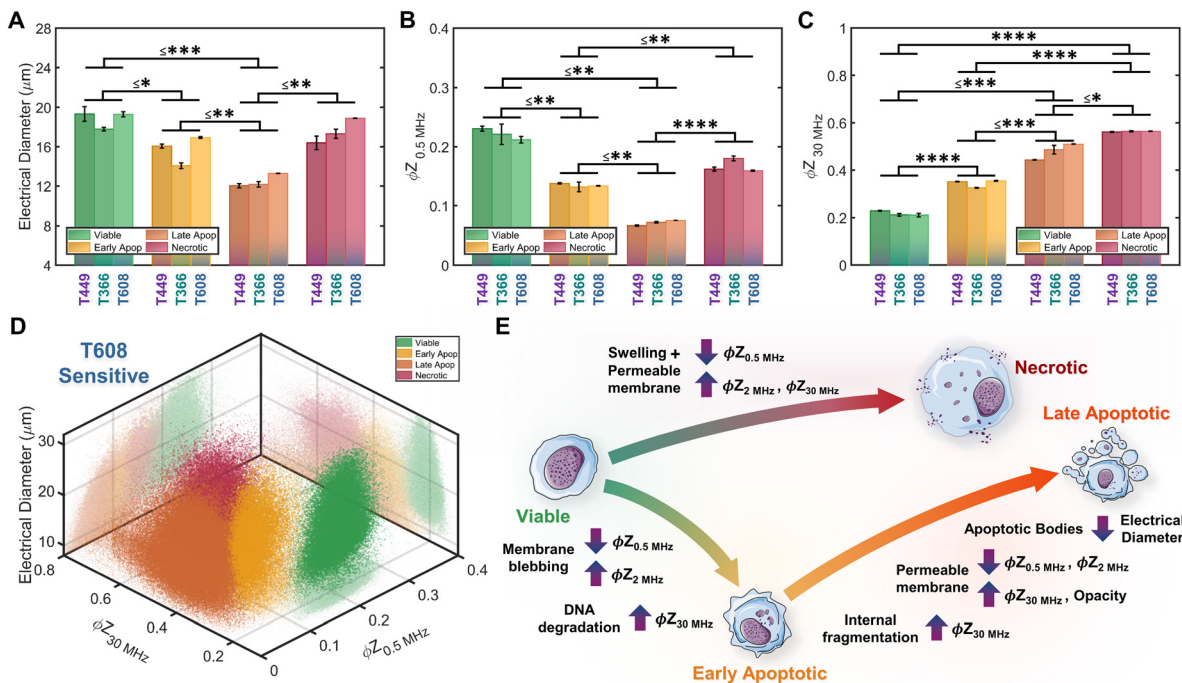 A
28
24
20
16
12
8
4
Electrical Diameter (μm)
≤***
≤*
≤**
≤**
Viable
Early Apop
Late Apop
Necrotic
T449
T366
T608
T449
T366
T608
T449
T366
T608
T449
T366
T608
B
0.4
0.3
0.2
0.1
0
ϕZ0.5 MHz
≤**
≤**
≤**
****
≤**
Viable
Early Apop
Late Apop
Necrotic
T449
T366
T608
T449
T366
T608
T449
T366
T608
T449
T366
T608
C
1
0.8
0.6
0.4
0.2
0
ϕZ30 MHz
****
****
≤***
≤*
≤***
****
Viable
Early Apop
Late Apop
Necrotic
T449
T366
T608
T449
T366
T608
T449
T366
T608
T449
T366
T608
D
T608
Sensitive
Viable
Early Apop
Late Apop
Necrotic
Electrical Diameter (μm)
30
20
10
0.8
0.6
0.4
0.2
ϕZ30 MHz
0
0.1
0.2
0.3
0.4
ϕZ0.5 MHz
E
Swelling +
Permeable
membrane
ϕZ0.5 MHz
ϕZ2 MHz , ϕZ30 MHz
Necrotic
Late Apoptotic
Viable
Membrane
blebbing
ϕZ0.5 MHz
ϕZ2 MHz
DNA
degradation
ϕZ30 MHz
Early Apoptotic
Apoptotic Bodies
Electrical
Diameter
Permeable
membrane
ϕZ0.5 MHz , ϕZ2 MHz
ϕZ30 MHz , Opacity
Internal
fragmentation
ϕZ30 MHz